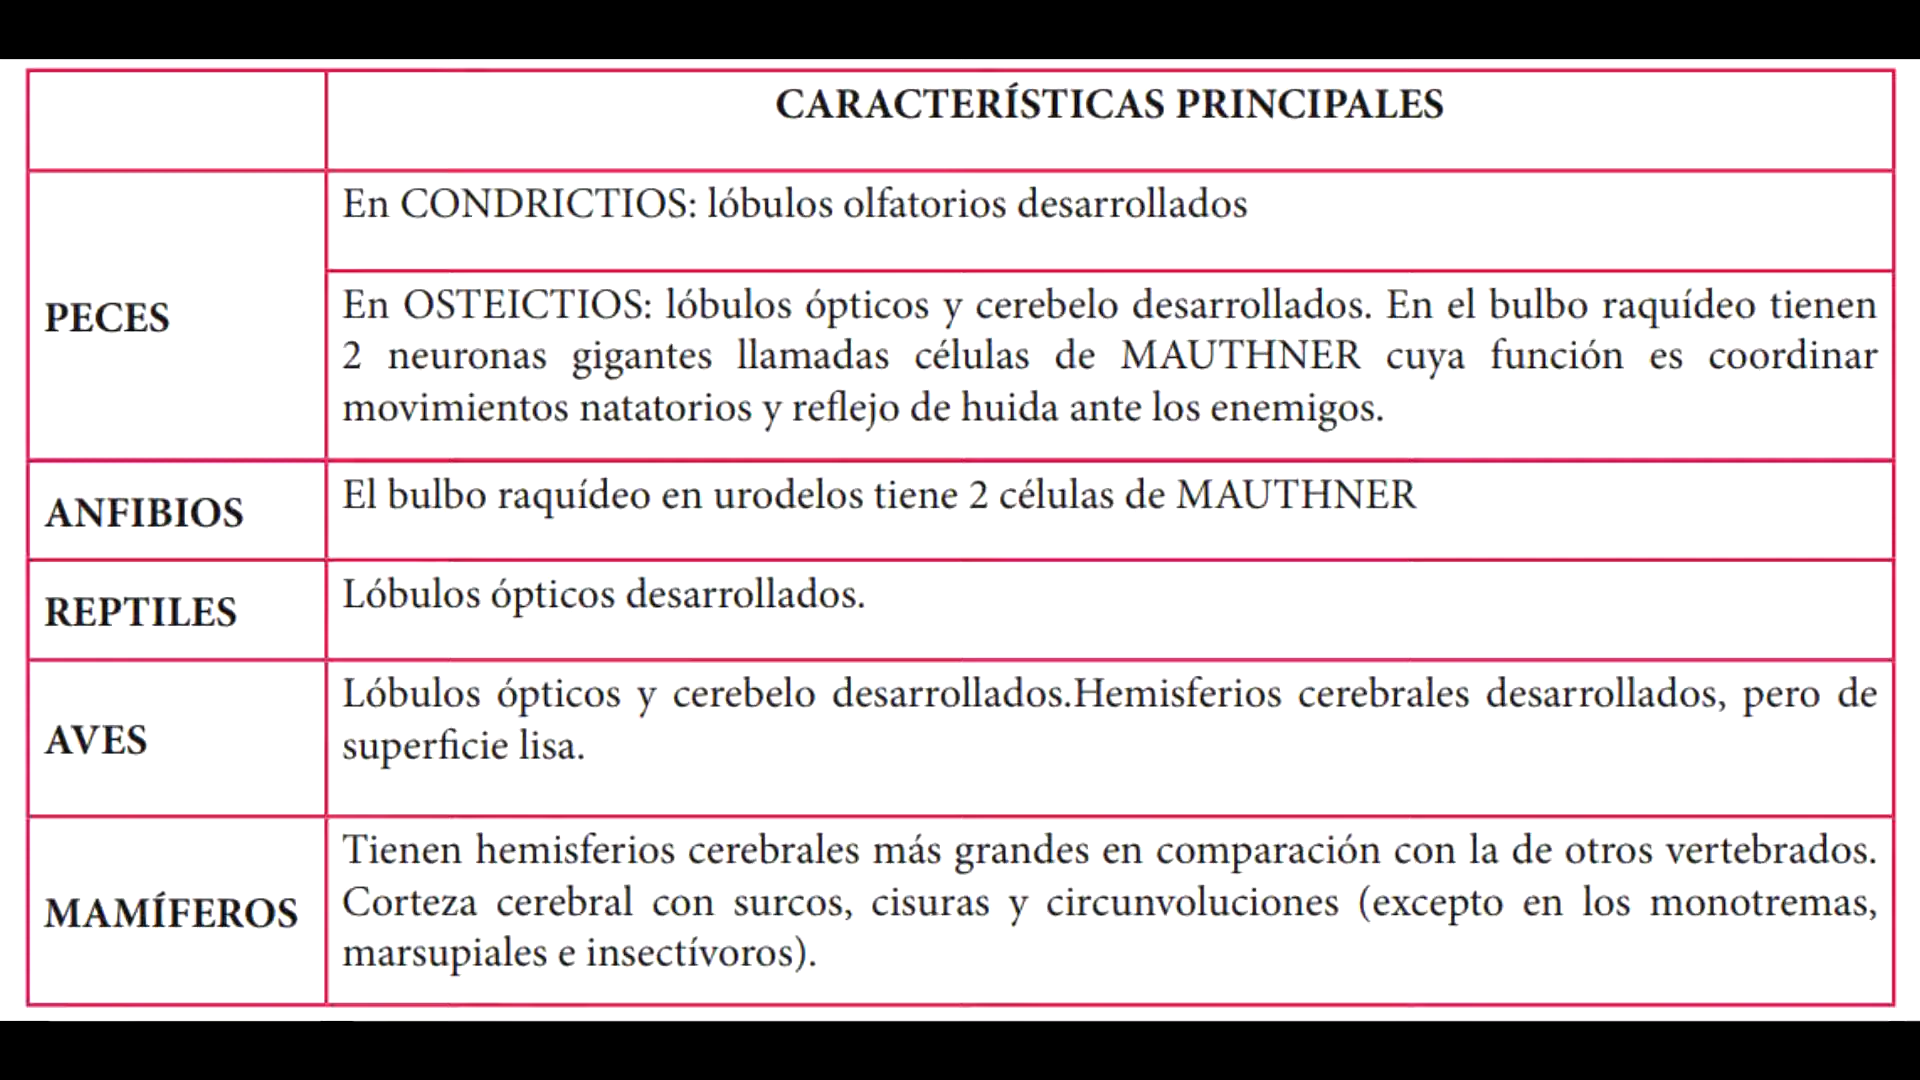 CARACTERÍSTICAS PRINCIPALES
PECES
En CONDRICTIOS: lóbulos olfatorios desarrollados
En OSTEICTIOS: lóbulos ópticos y cerebelo desarrollados. En el bulbo raquídeo tienen
2 neuronas gigantes llamadas células de MAUTHNER cuya función es coordinar
movimientos natatorios y reflejo de huida ante los enemigos.
ANFIBIOS
El bulbo raquídeo en urodelos tiene 2 células de MAUTHNER
REPTILES
Lóbulos ópticos desarrollados.
AVES
Lóbulos ópticos y cerebelo desarrollados.Hemisferios cerebrales desarrollados, pero de
superficie lisa.
MAMÍFEROS
Tienen hemisferios cerebrales más grandes en comparación con la de otros vertebrados.
Corteza cerebral con surcos, cisuras y circunvoluciones (excepto en los monotremas,
marsupiales e insectívoros).